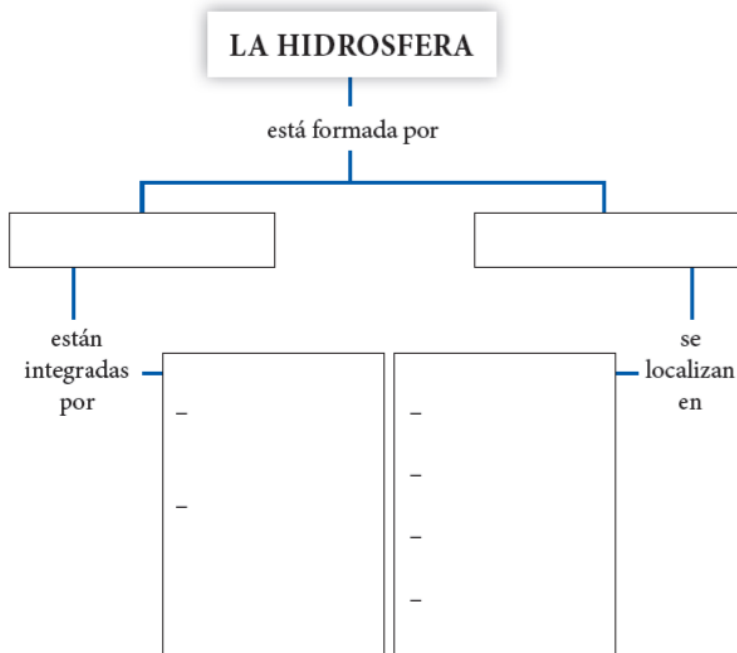 LA HIDROSFERA
está formada por
están
integradas
por
–
–
se
localizan
en
–
–
–
–